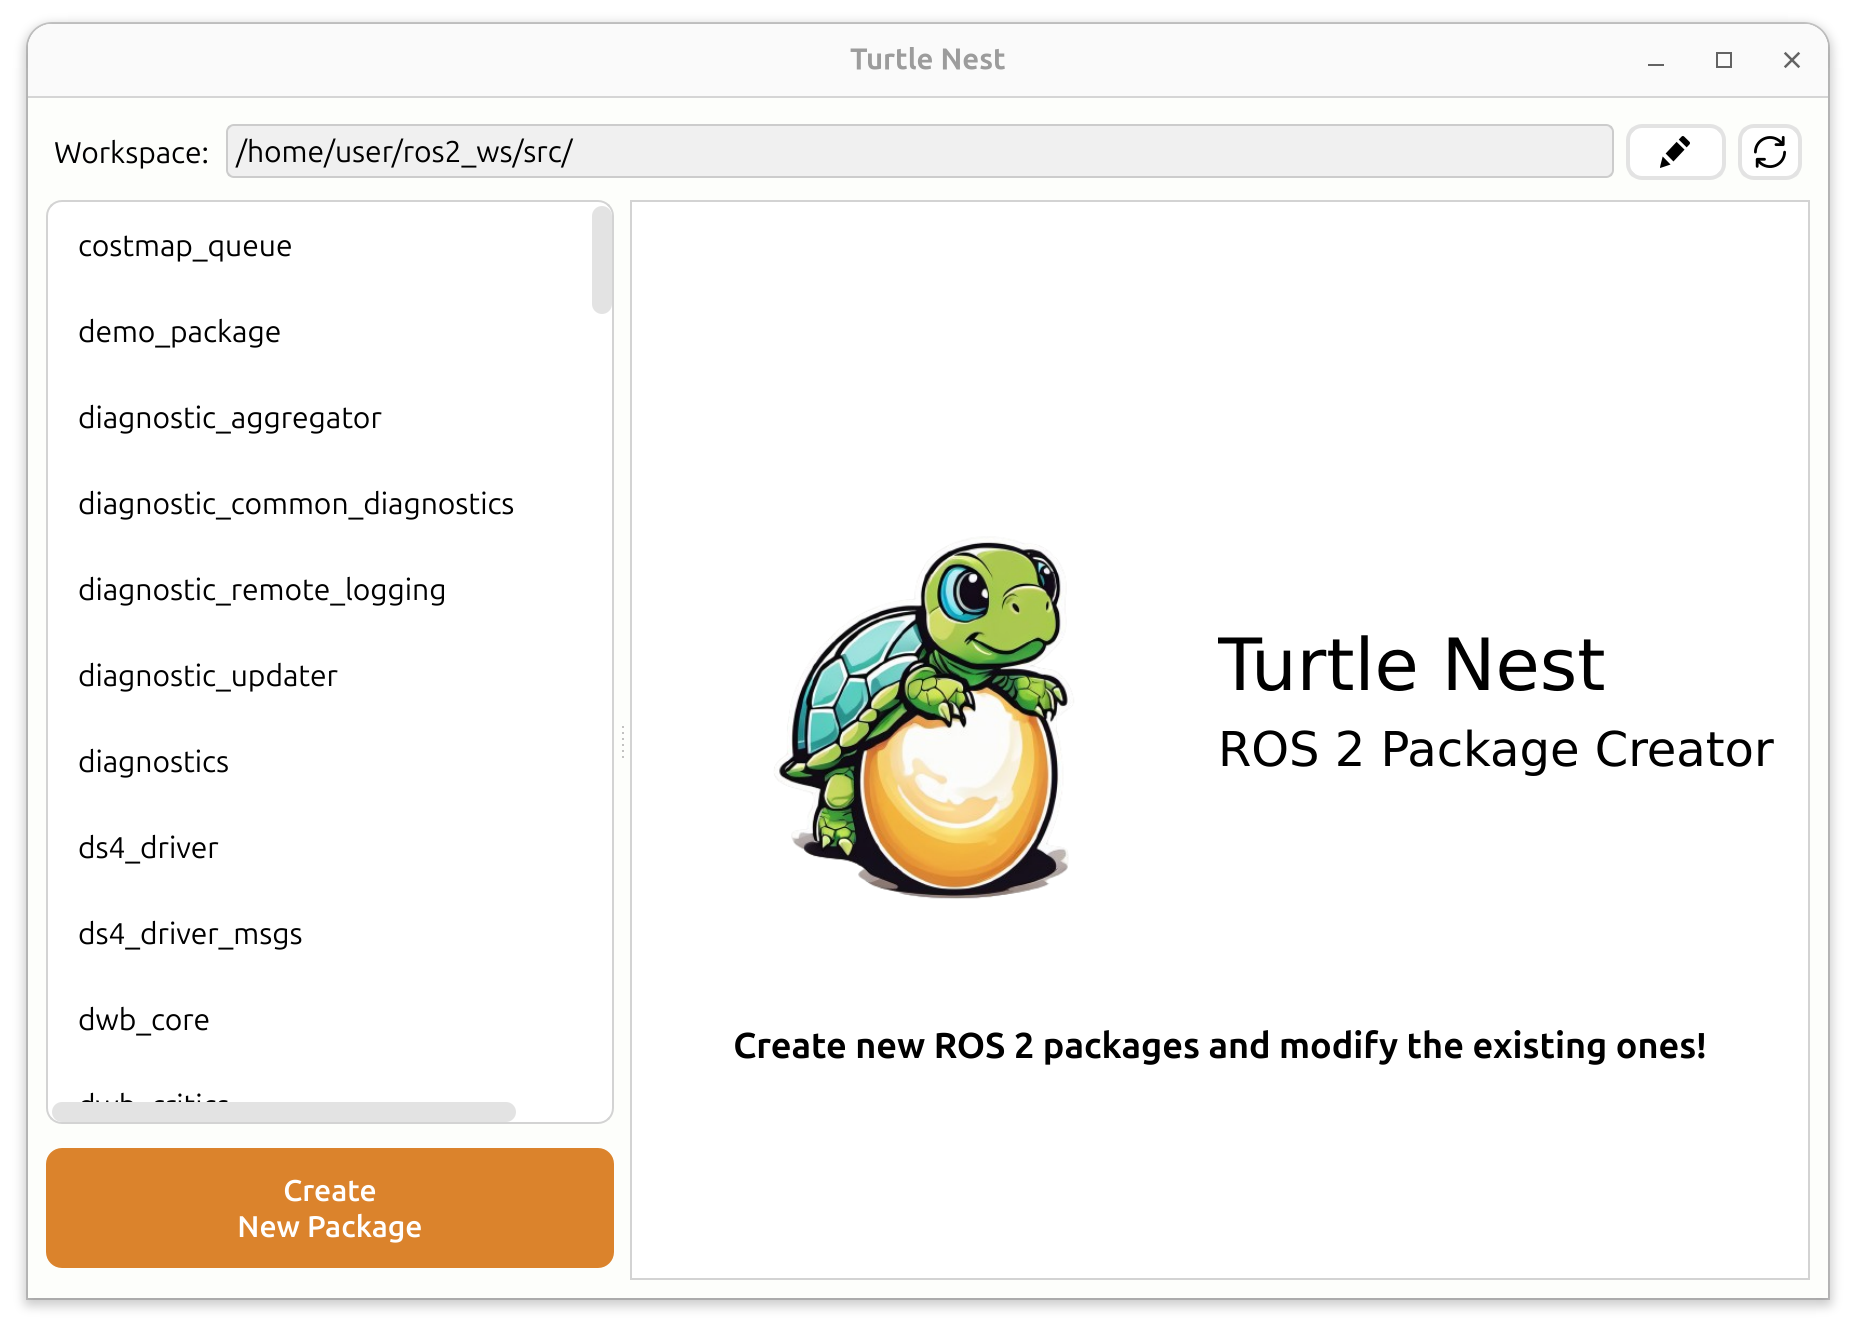 Turtle Nest
Workspace: /home/user/ros2_ws/src/
costmap_queue
demo_package
diagnostic_aggregator
diagnostic_common_diagnostics
diagnostic_remote_logging
diagnostic_updater
diagnostics
ds4_driver
ds4_driver_msgs
dwb_core
dwb_critics
Create
New Package
Turtle Nest
ROS 2 Package Creator
Create new ROS 2 packages and modify the existing ones!